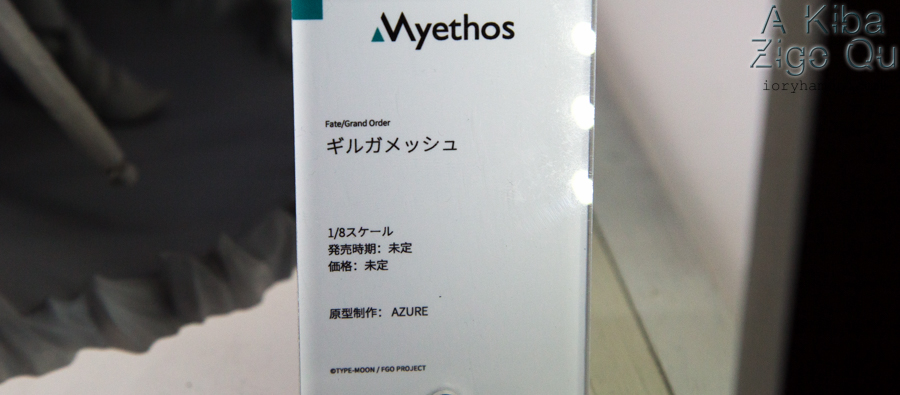 Myethos
Fate/Grand Order
ギルガメッシュ
1/8スケール
発売時期：未定
価格：未定
原型制作： AZURE
©TYPE-MOON / FGO PROJECT
A Kiba
Zigo Qu